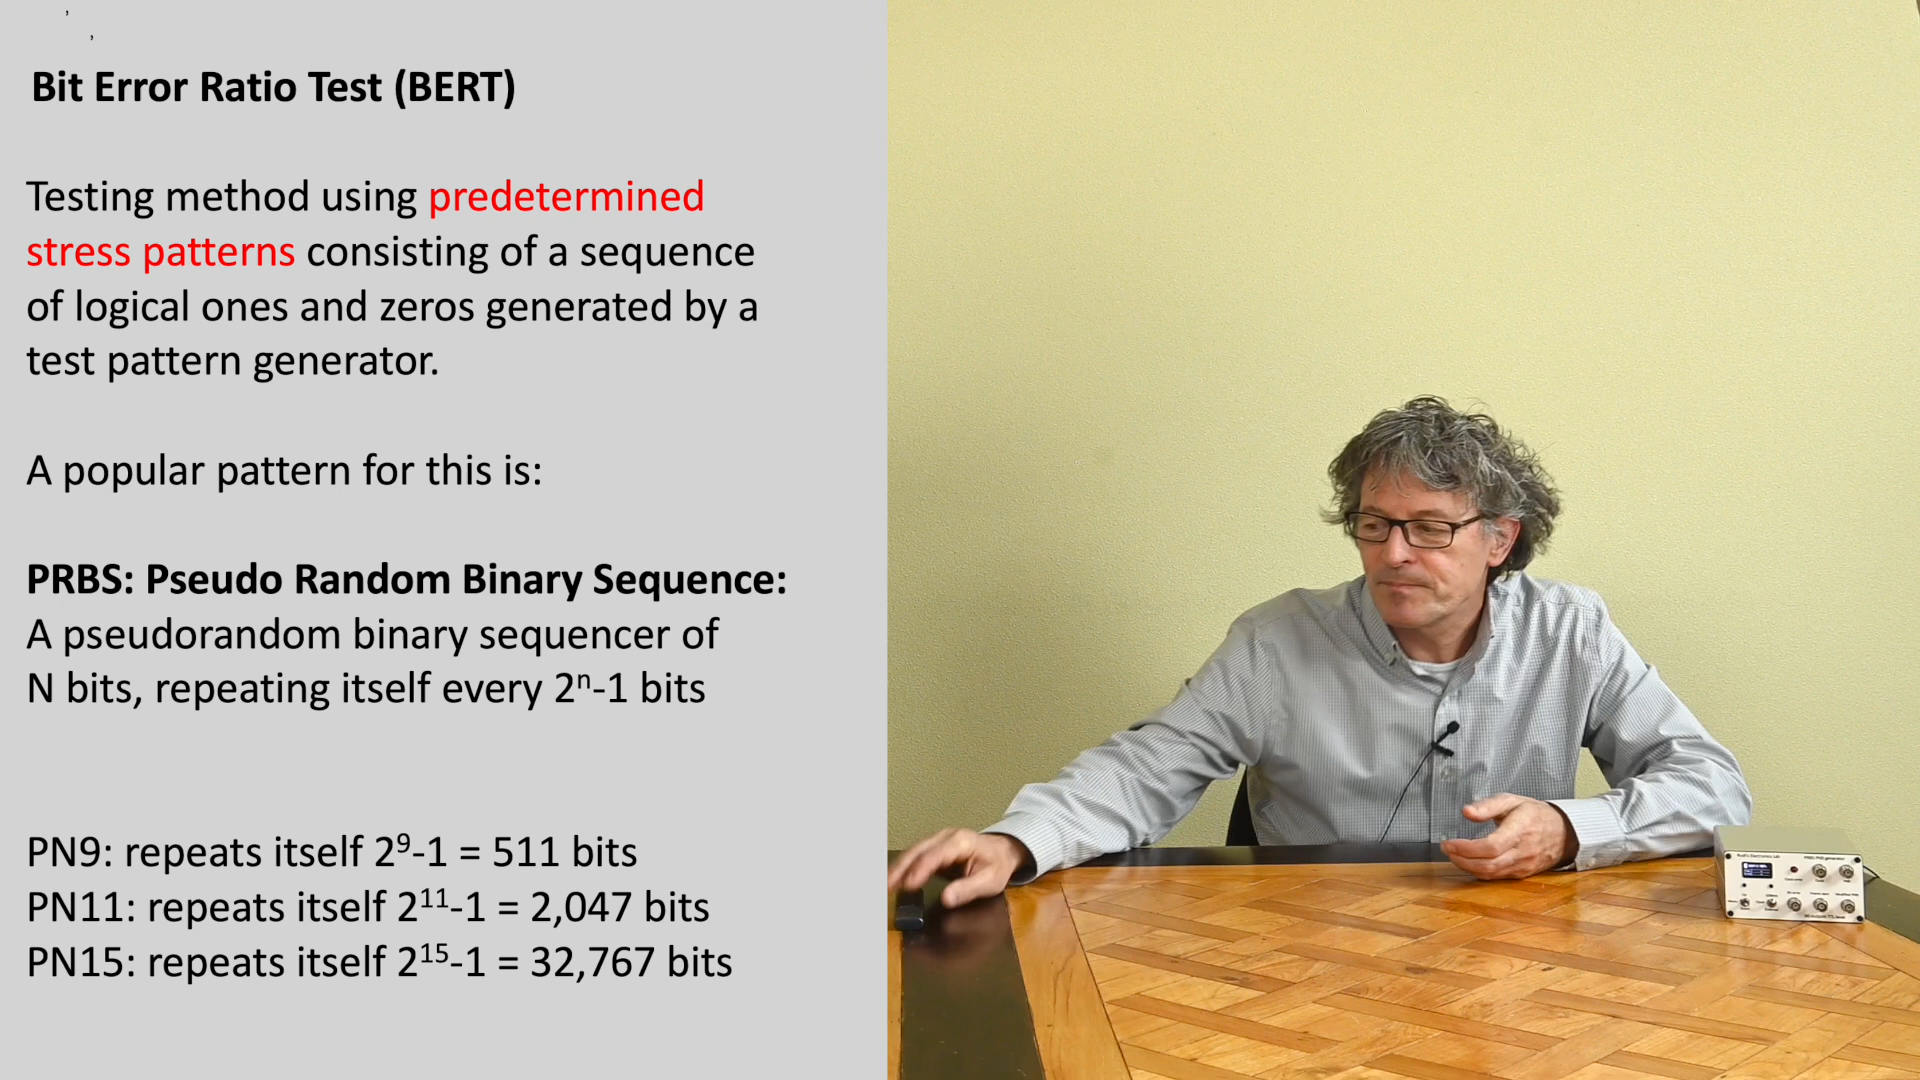 ,
,
Bit Error Ratio Test (BERT)
Testing method using predetermined
stress patterns consisting of a sequence
of logical ones and zeros generated by a
test pattern generator.
A popular pattern for this is:
PRBS: Pseudo Random Binary Sequence:
A pseudorandom binary sequencer of
N bits, repeating itself every 2ⁿ-1 bits
PN9: repeats itself 2⁹-1 = 511 bits
PN11: repeats itself 2¹¹-1 = 2,047 bits
PN15: repeats itself 2¹⁵-1 = 32,767 bits
Rudi's Electronics Lab